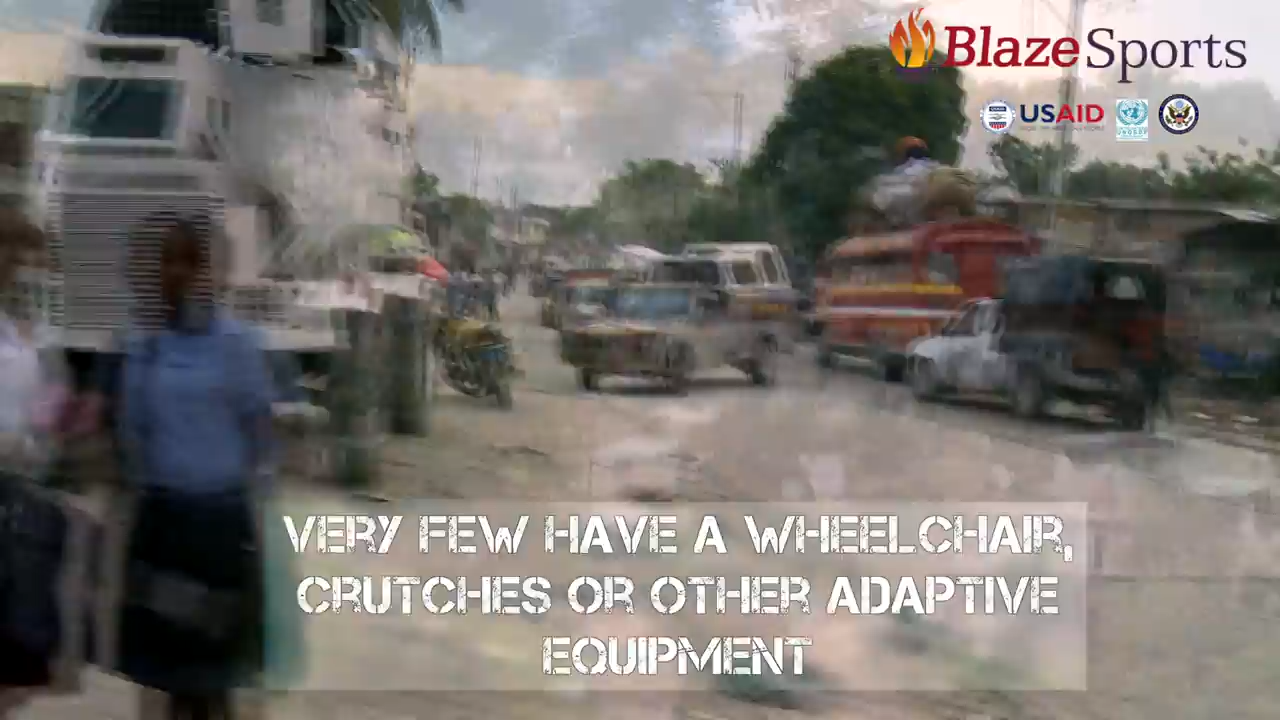 BlazeSports
USAID
VERY FEW HAVE A WHEELCHAIR,
CRUTCHES OR OTHER ADAPTIVE
EQUIPMENT